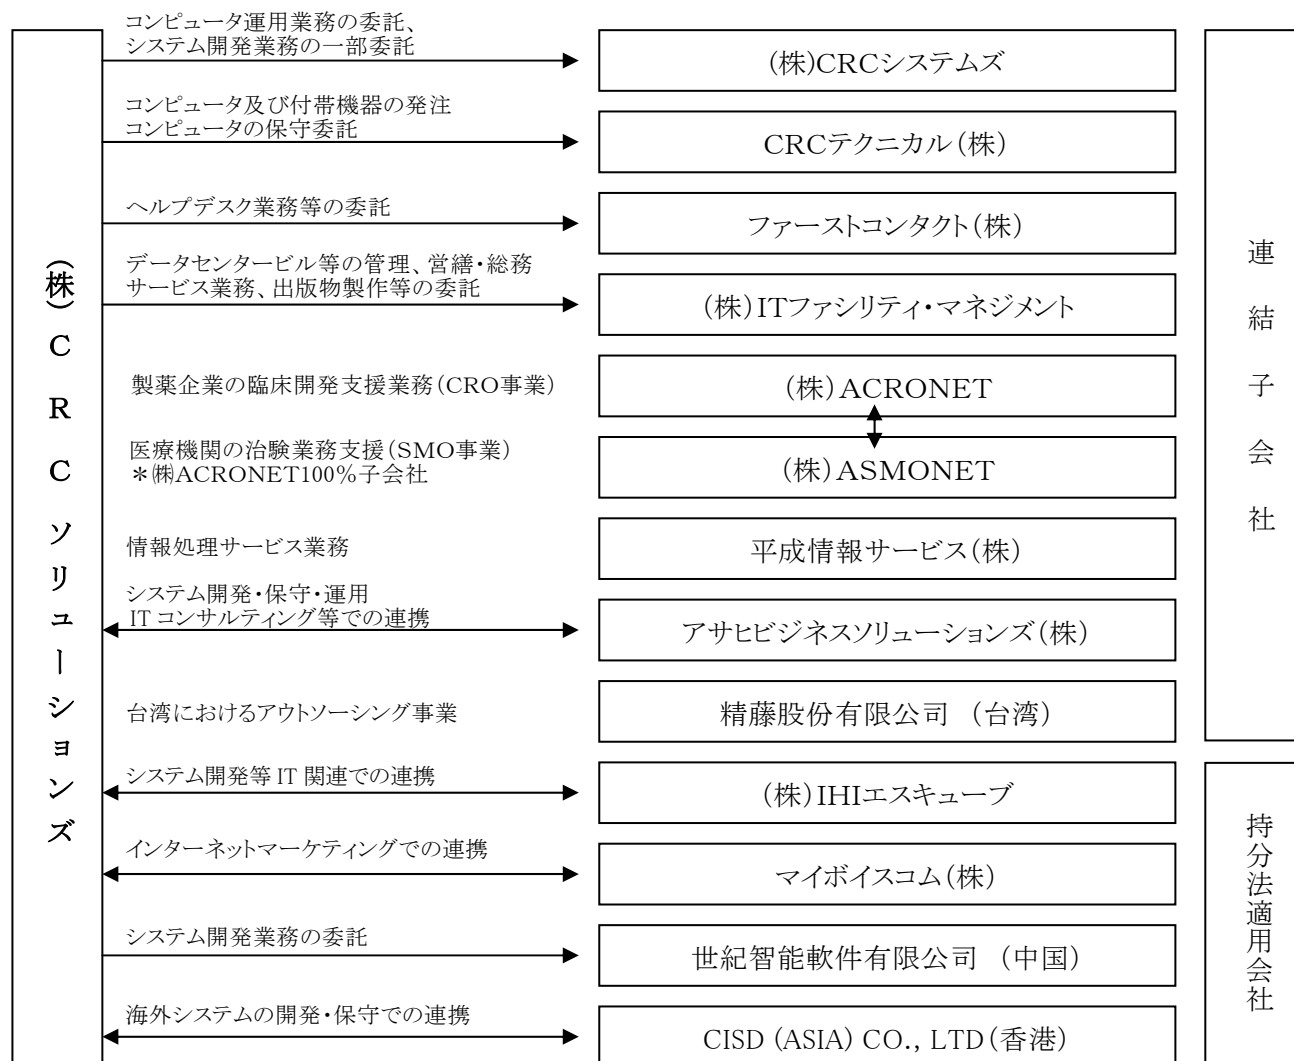 (株)CRCソリューションズ
コンピュータ運用業務の委託、
システム開発業務の一部委託
(株)CRCシステムズ
コンピュータ及び付帯機器の発注
コンピュータの保守委託
CRCテクニカル(株)
ヘルプデスク業務等の委託
ファーストコンタクト(株)
データセンタービル等の管理、営繕・総務
サービス業務、出版物製作等の委託
(株)ITファシリティ・マネジメント
製薬企業の臨床開発支援業務(CRO事業)
(株)ACRONET
医療機関の治験業務支援(SMO事業)
＊㈱ACRONET100%子会社
(株)ASMONET
情報処理サービス業務
平成情報サービス(株)
システム開発・保守・運用
ITコンサルティング等での連携
アサヒビジネスソリューションズ(株)
台湾におけるアウトソーシング事業
精藤股份有限公司 (台湾)
連結子会社
システム開発等 IT 関連での連携
(株)IHIエスキューブ
インターネットマーケティングでの連携
マイボイスコム(株)
システム開発業務の委託
世紀智能軟件有限公司 (中国)
海外システムの開発・保守での連携
CISD (ASIA) CO., LTD(香港)
持分法適用会社